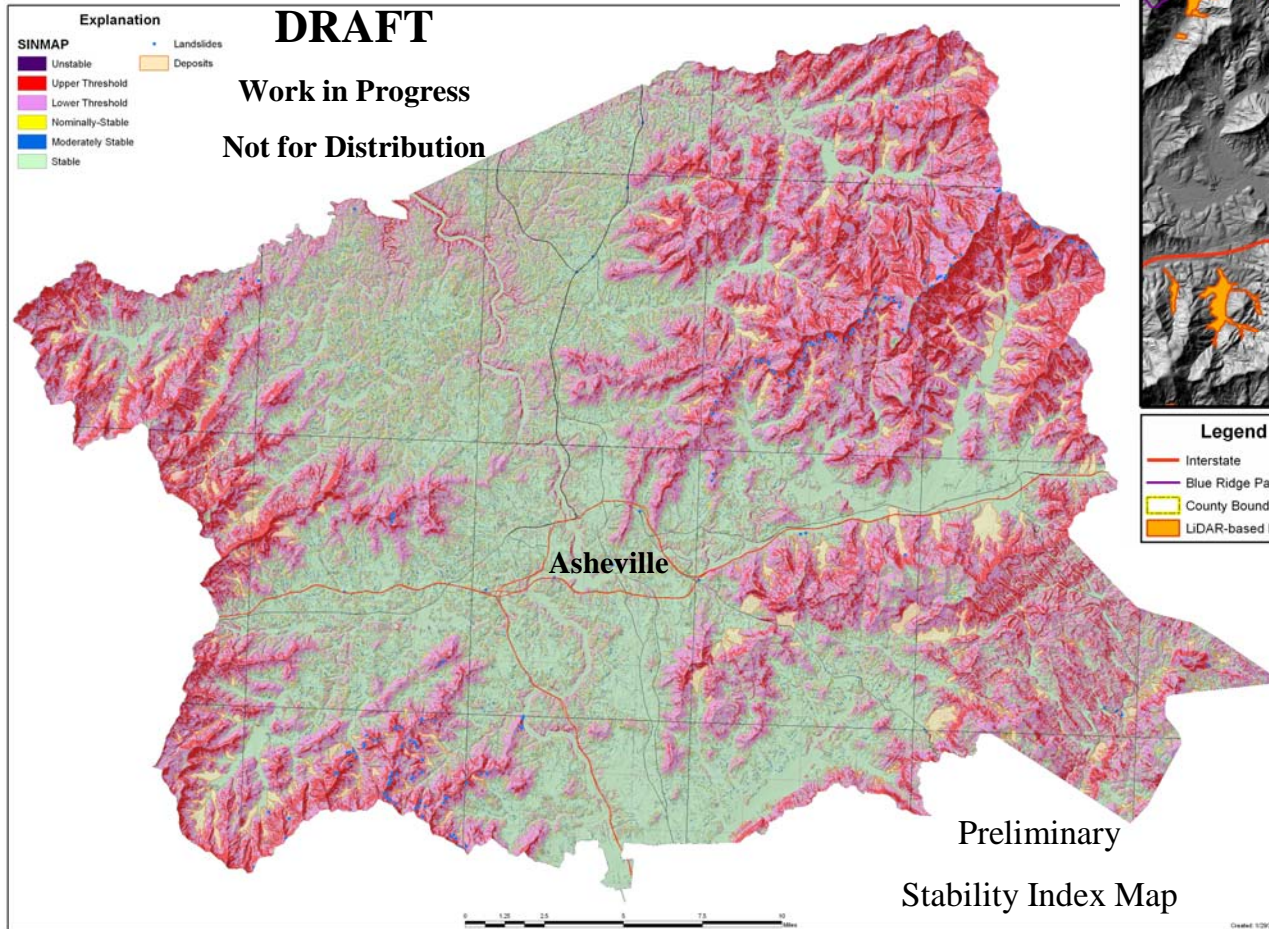 Explanation
SINMAP
Unstable
Upper Threshold
Lower Threshold
Nominally-Stable
Moderately Stable
Stable
Landslides
Deposits
DRAFT
Work in Progress
Not for Distribution
Asheville
Legend
Interstate
Blue Ridge Pa
County Bound
LiDAR-based
Preliminary
Stability Index Map
0 1.25 2.5 5 7.5 10
Miles